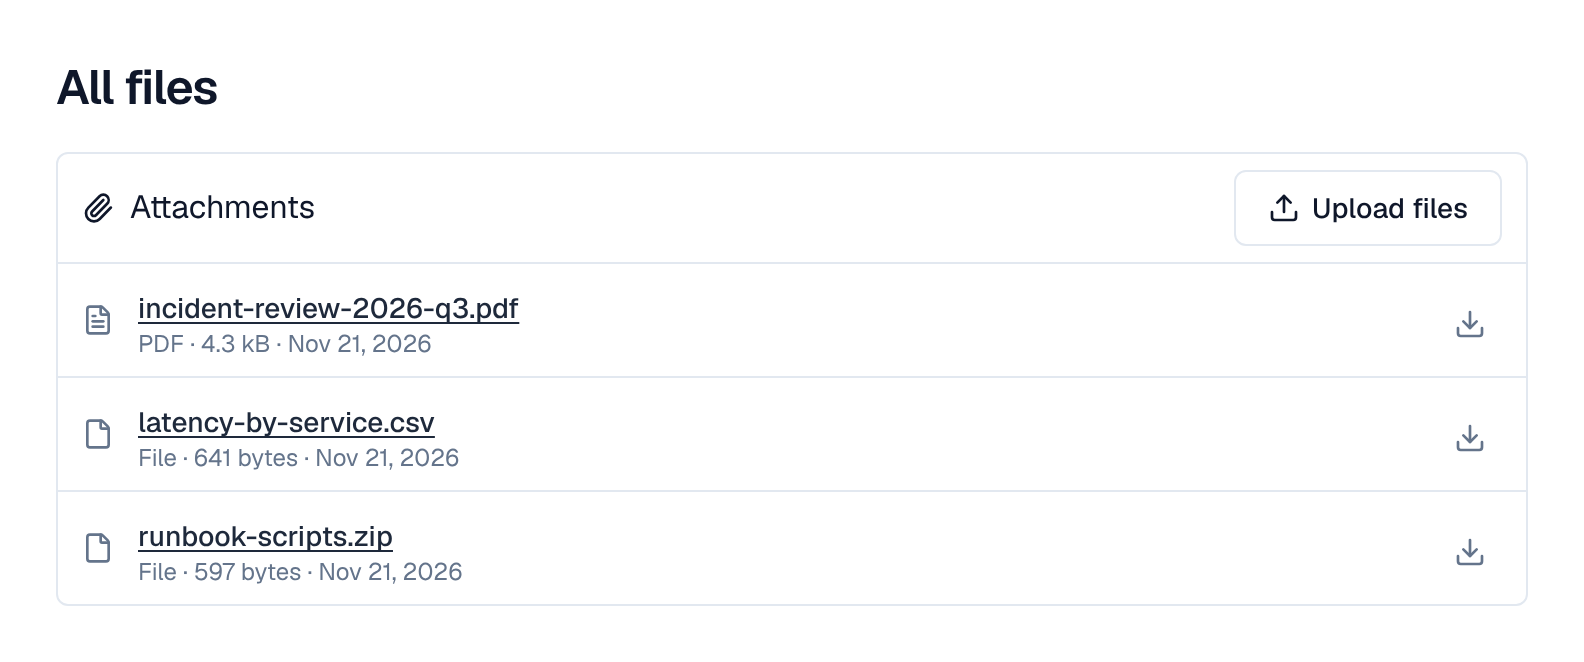 All files
Attachments
Upload files
incident-review-2026-q3.pdf
PDF · 4.3 kB · Nov 21, 2026
latency-by-service.csv
File · 641 bytes · Nov 21, 2026
runbook-scripts.zip
File · 597 bytes · Nov 21, 2026